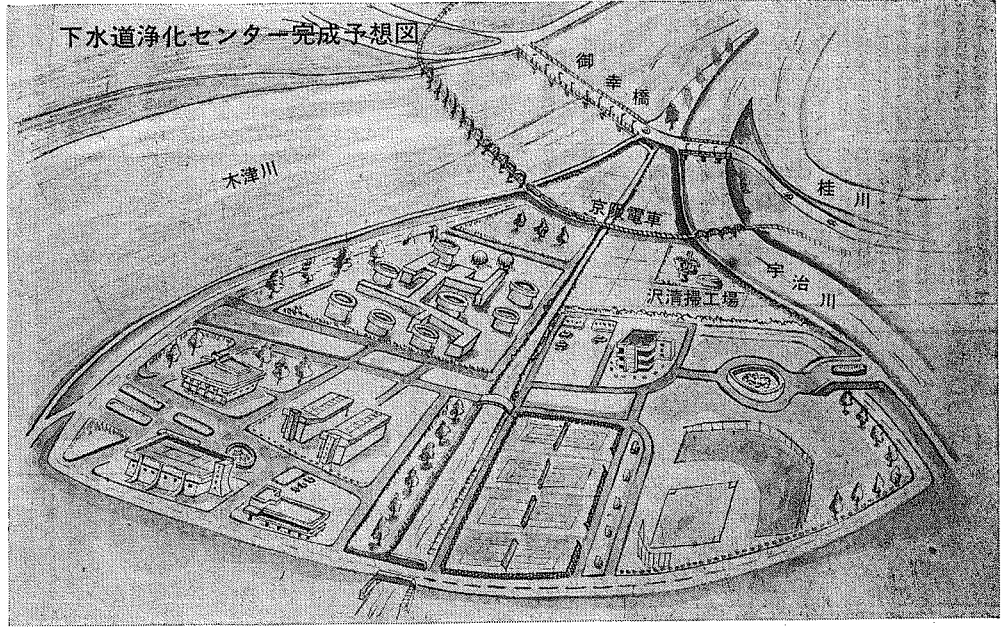 下水道浄化センター完成予想図
御幸橋
木津川
桂川
京阪電車
宇治川
沢清掃工場